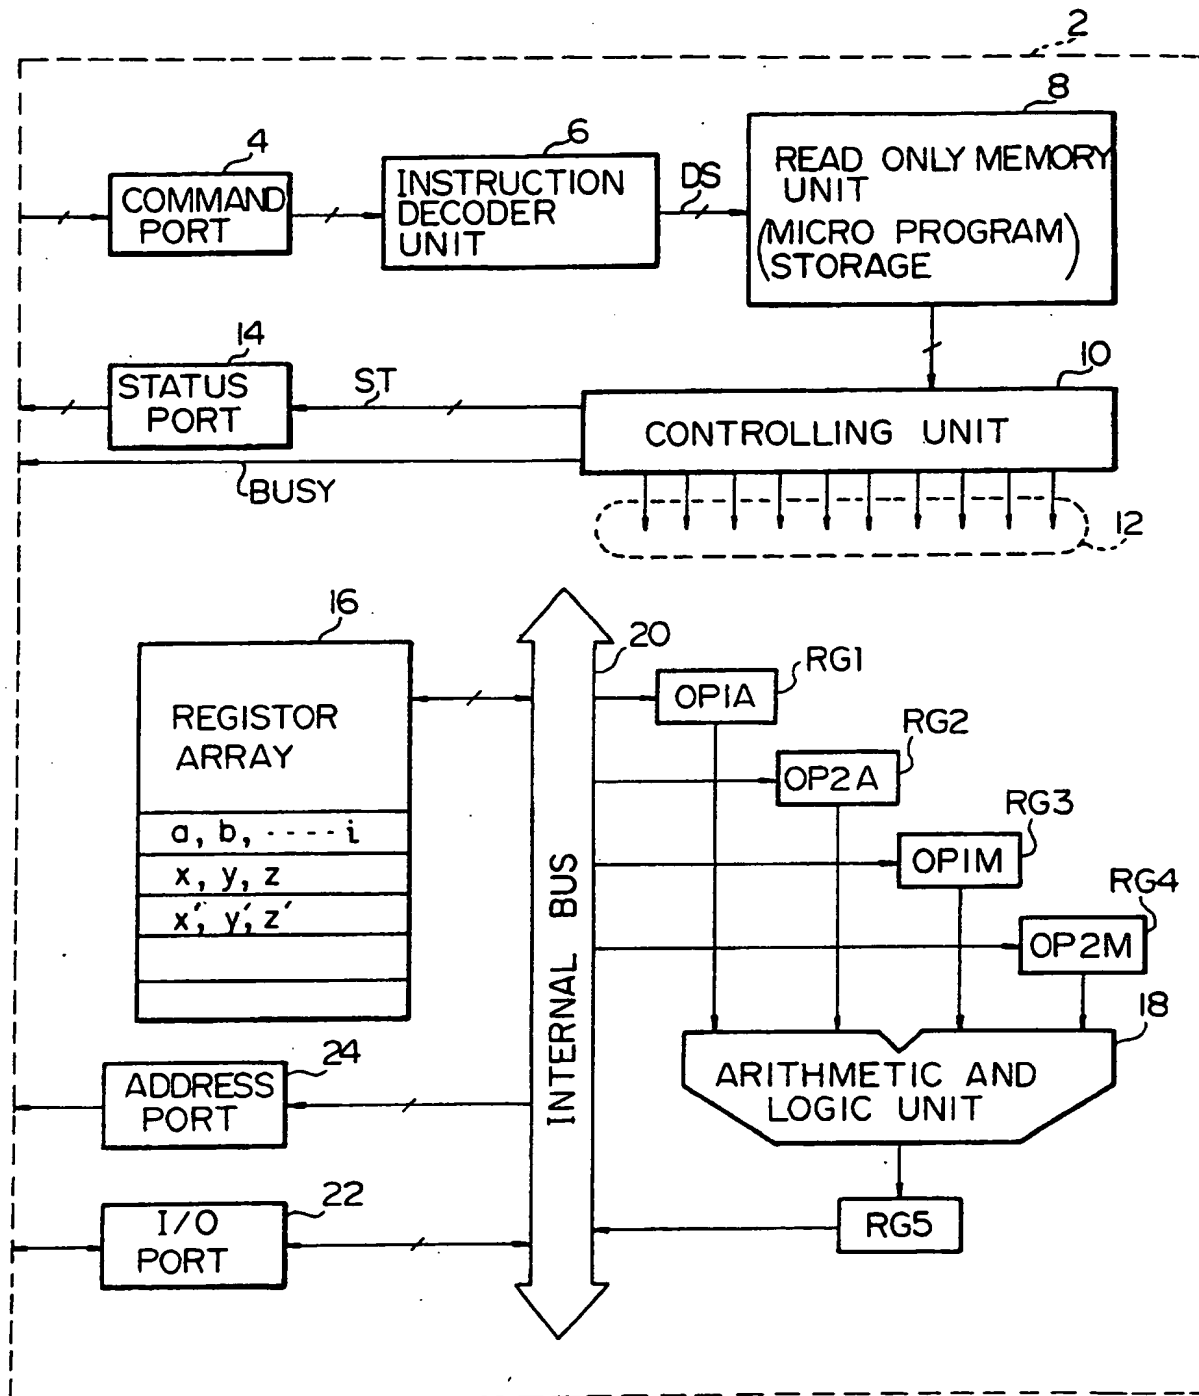 2
4
COMMAND
PORT
6
INSTRUCTION
DECODER
UNIT
DS
8
READ ONLY MEMORY
UNIT
(MICRO PROGRAM
STORAGE)
14
STATUS
PORT
ST
10
CONTROLLING UNIT
BUSY
12
16
REGISTOR
ARRAY
a, b, ----- i
x, y, z
x', y', z'
20
INTERNAL BUS
RG1
OP1A
RG2
OP2A
RG3
OP1M
RG4
OP2M
18
ARITHMETIC AND
LOGIC UNIT
24
ADDRESS
PORT
22
I/O
PORT
RG5